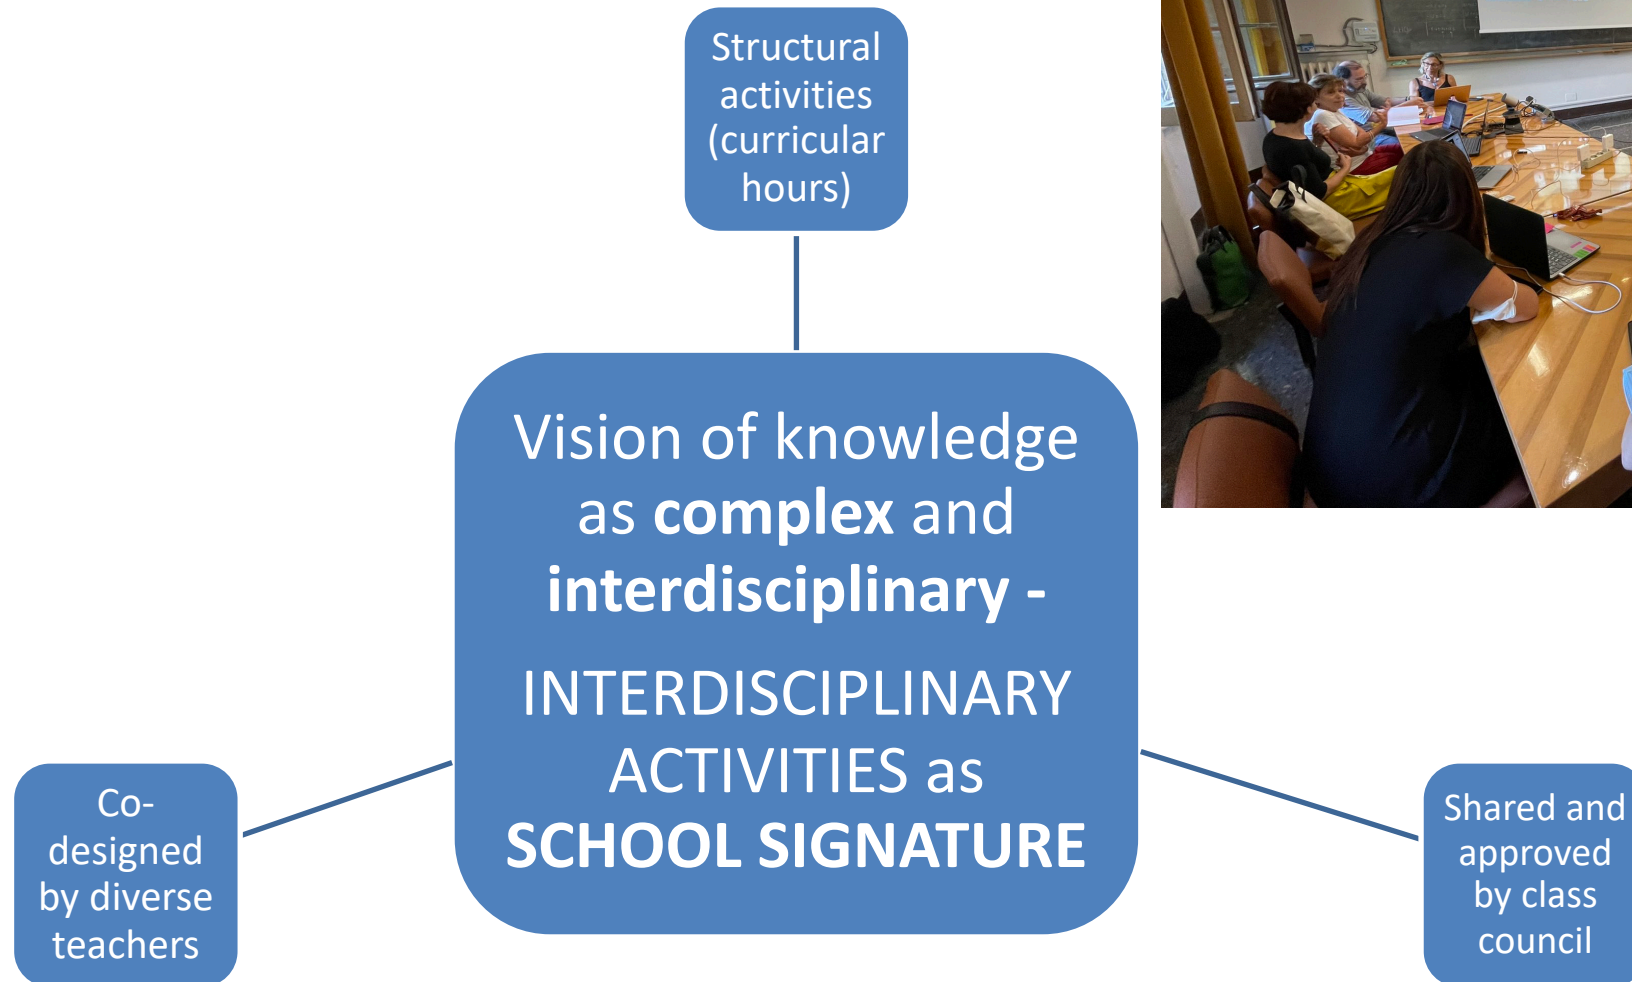 Structural
activities
(curricular
hours)
Vision of knowledge
as complex and
interdisciplinary -
INTERDISCIPLINARY
ACTIVITIES as
SCHOOL SIGNATURE
Co-
designed
by diverse
teachers
Shared and
approved
by class
council